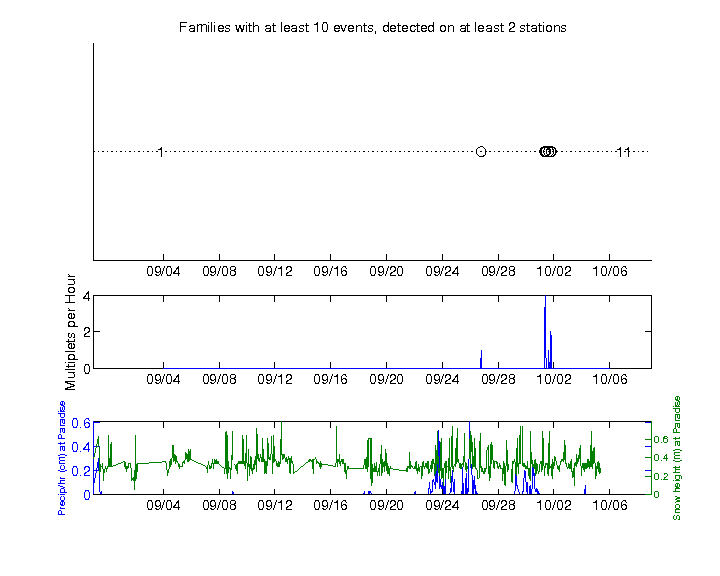 Families with at least 10 events, detected on at least 2 stations
1 11
09/04 09/08 09/12 09/16 09/20 09/24 09/28 10/02 10/06
Multiplets per Hour
4
2
0
09/04 09/08 09/12 09/16 09/20 09/24 09/28 10/02 10/06
Precip/hr (cm) at Paradise
0.6
0.4
0.2
0
0.6
0.4
0.2
0
Snow height (m) at Paradise
09/04 09/08 09/12 09/16 09/20 09/24 09/28 10/02 10/06